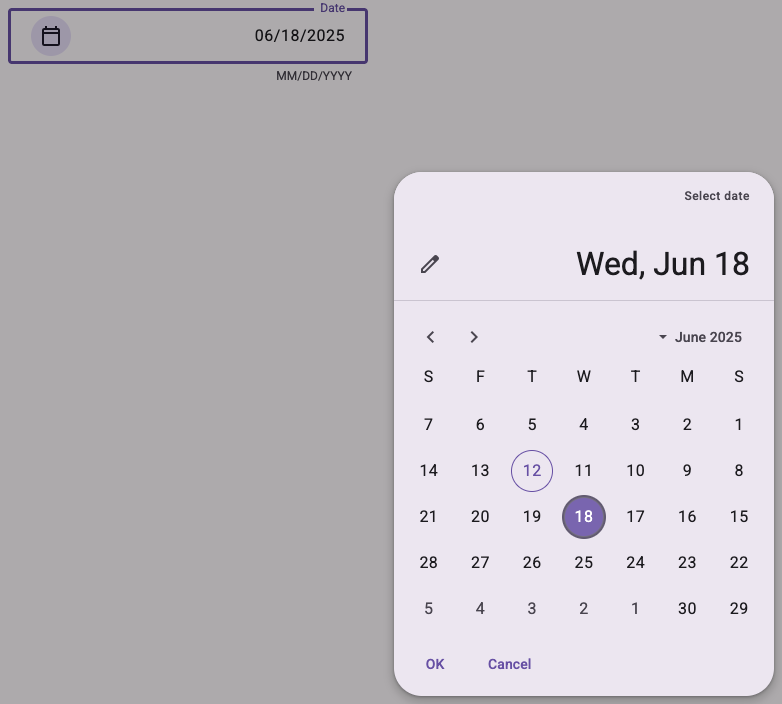 Date
06/18/2025
MM/DD/YYYY
Select date
Wed, Jun 18
June 2025
S F T W T M S
7 6 5 4 3 2 1
14 13 12 11 10 9 8
21 20 19 18 17 16 15
28 27 26 25 24 23 22
5 4 3 2 1 30 29
OK Cancel